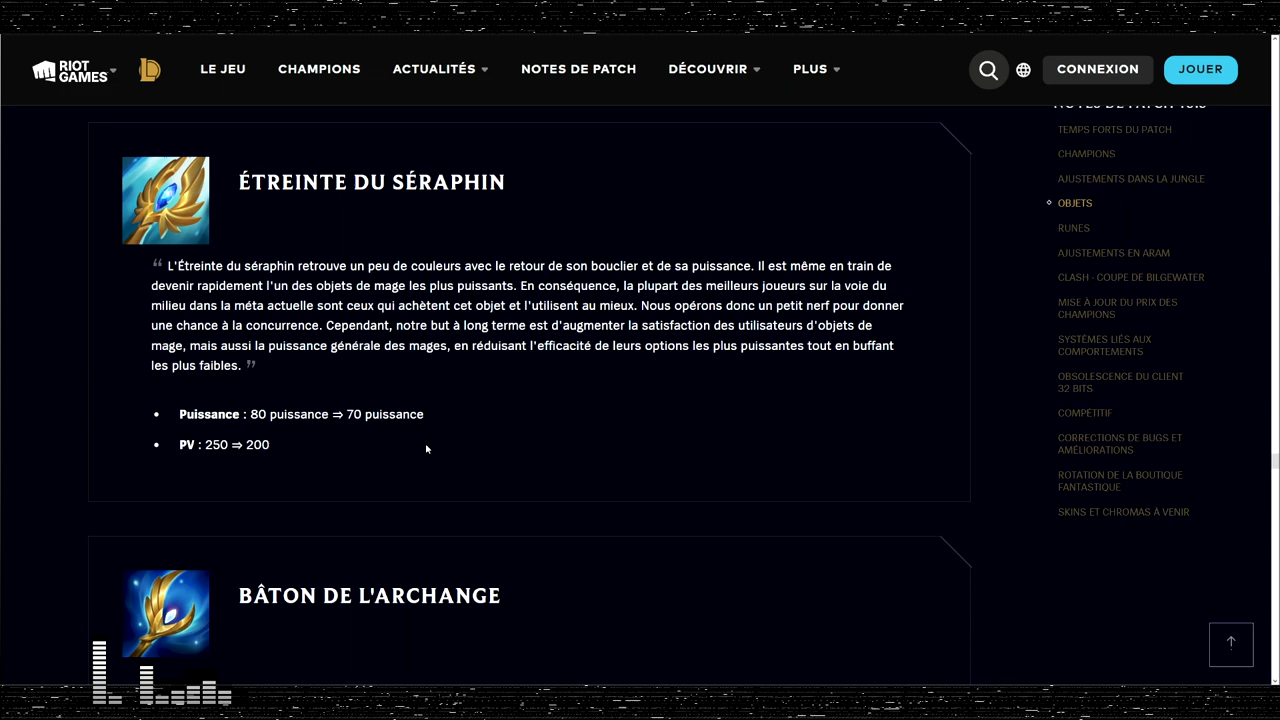 RIOT GAMES
LE JEU
CHAMPIONS
ACTUALITÉS
NOTES DE PATCH
DÉCOUVRIR
PLUS
CONNEXION
JOUER
ÉTREINTE DU SÉRAPHIN
“ L'Étreinte du séraphin retrouve un peu de couleurs avec le retour de son bouclier et de sa puissance. Il est même en train de
devenir rapidement l'un des objets de mage les plus puissants. En conséquence, la plupart des meilleurs joueurs sur la voie du
milieu dans la méta actuelle sont ceux qui achètent cet objet et l'utilisent au mieux. Nous opérons donc un petit nerf pour donner
une chance à la concurrence. Cependant, notre but à long terme est d'augmenter la satisfaction des utilisateurs d'objets de
mage, mais aussi la puissance générale des mages, en réduisant l'efficacité de leurs options les plus puissantes tout en buffant
les plus faibles. ”
• Puissance : 80 puissance ⇒ 70 puissance
• PV : 250 ⇒ 200
BÂTON DE L'ARCHANGE
NOTES DE PATCH
TEMPS FORTS DU PATCH
CHAMPIONS
AJUSTEMENTS DANS LA JUNGLE
OBJETS
RUNES
AJUSTEMENTS EN ARAM
CLASH - COUPE DE BILGEWATER
MISE À JOUR DU PRIX DES
CHAMPIONS
SYSTÈMES LIÉS AUX
COMPORTEMENTS
OBSOLESCENCE DU CLIENT
32 BITS
COMPÉTITIF
CORRECTIONS DE BUGS ET
AMÉLIORATIONS
ROTATION DE LA BOUTIQUE
FANTASTIQUE
SKINS ET CHROMAS À VENIR